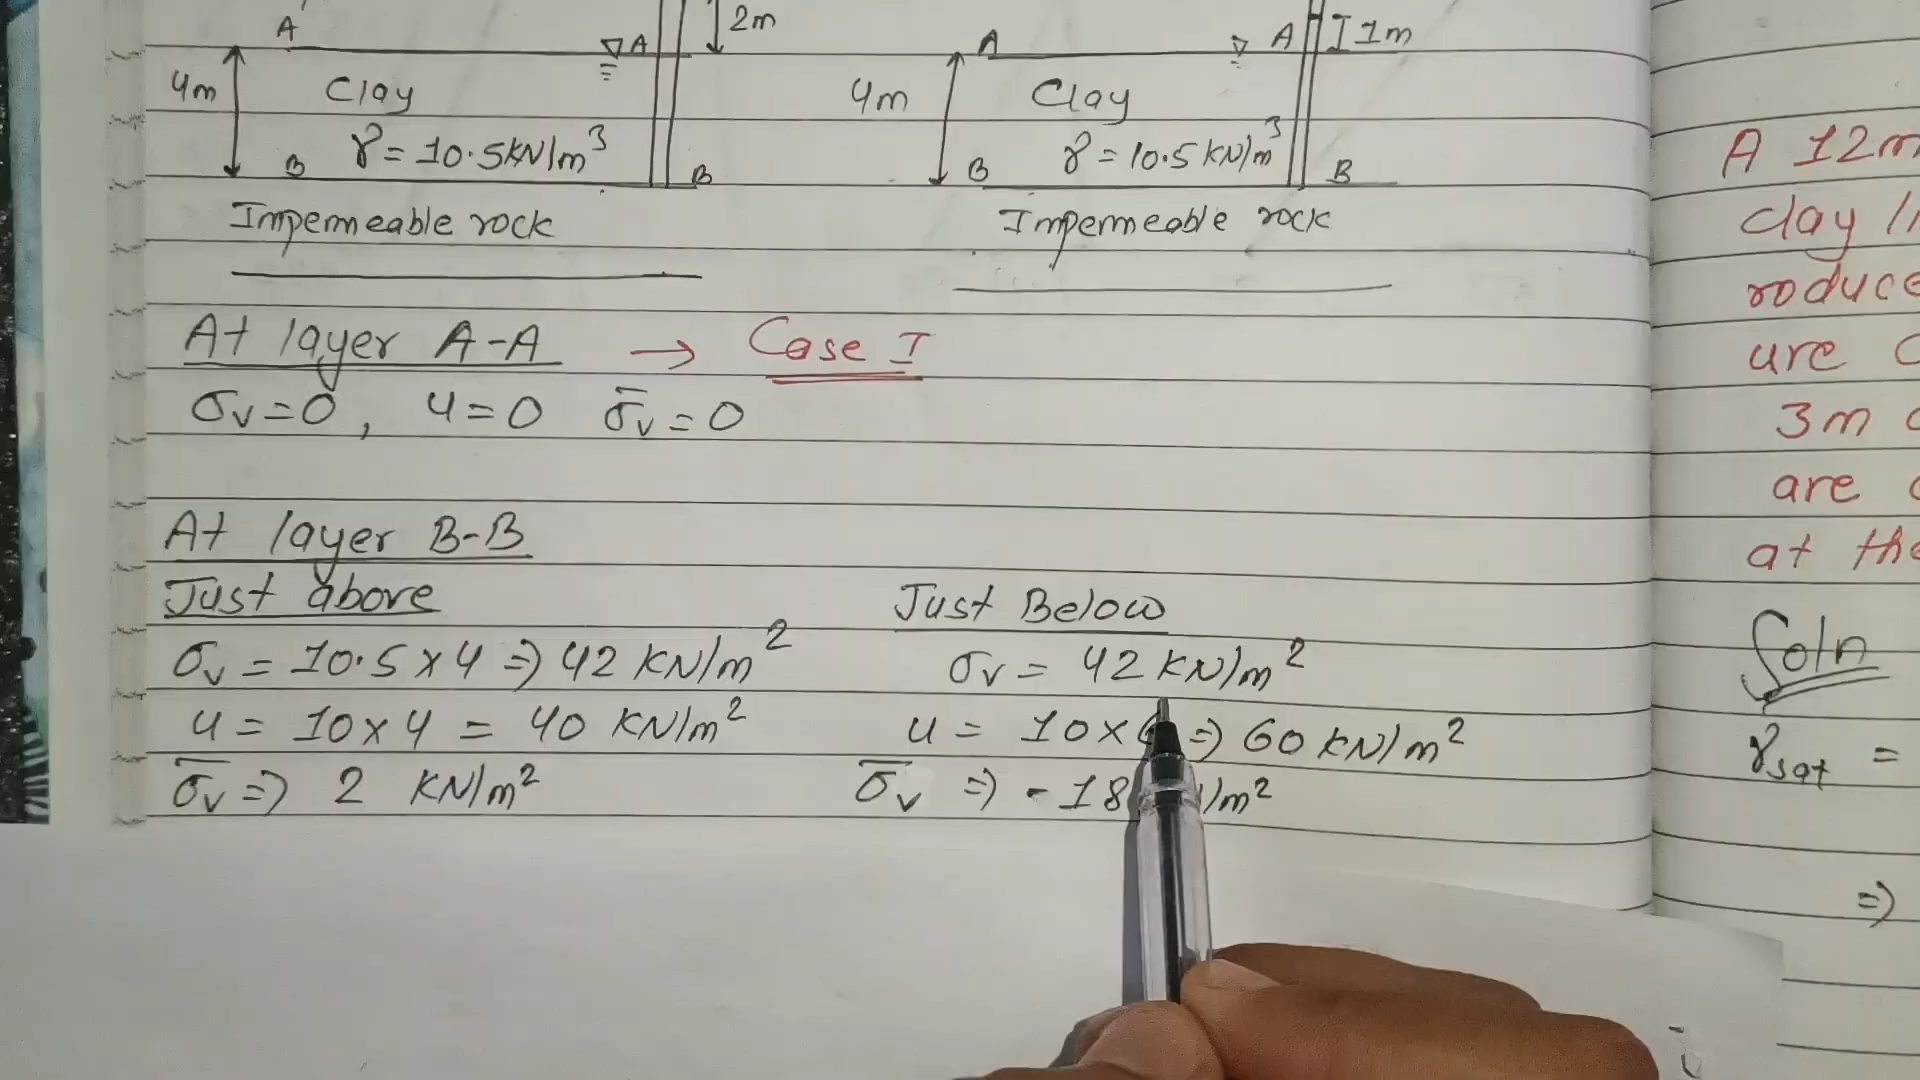 A 2m A I 1m
▽ A ▽ A
4m Clay 4m Clay
γ = 10.5KN/m³ γ = 10.5 KN/m³
B B B B
Impermeable rock Impermeable rock
At layer A-A → Case I
σv = 0, u = 0 σ̅v = 0
At layer B-B
Just above Just Below
σv = 10.5 x 4 => 42 KN/m² σv = 42 KN/m²
u = 10 x 4 = 40 KN/m² u = 10 x => 60 KN/m²
σ̅v => 2 KN/m² σ̅v => - 18 /m²
A 12m
clay
roduce
are
3m
are
at the
Soln
γsat =
=>